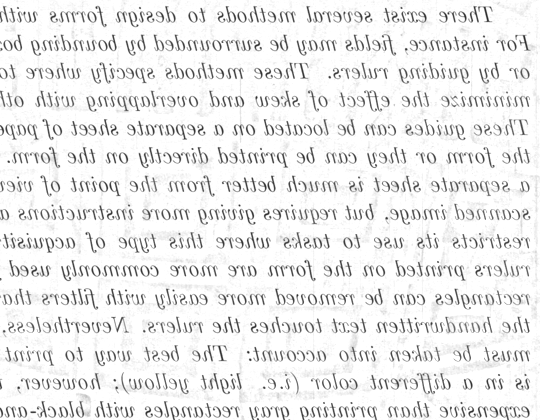 There exist several methods to design forms with
For instance, fields may be surrounded by bounding bo
or by guiding rulers. These methods specify where to
minimize the effect of skew and overlapping with oth
These guides can be located on a separate sheet of pape
the form or they can be printed directly on the form.
a separate sheet is much better from the point of view
scanned image, but requires giving more instructions a
restricts its use to tasks where this type of acquisit
rulers printed on the form are more commonly used
rectangles can be removed more easily with filters tha
the handwritten text touches the rulers. Nevertheless,
must be taken into account: The best way to print
is in a different color (i.e. light yellow); however,
expensive than printing gray rectangles with black-and